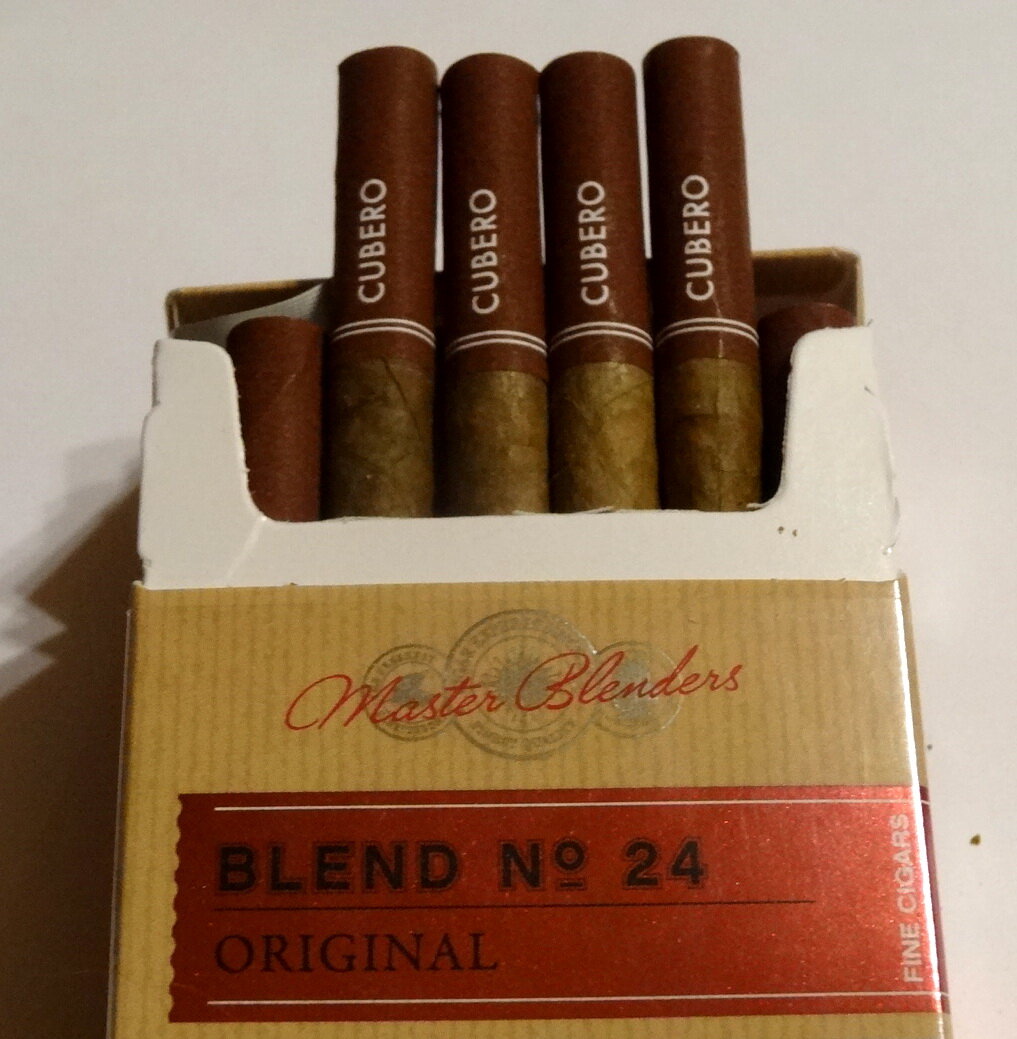 CUBERO
CUBERO
CUBERO
CUBERO
Master Blenders
BLEND Nº 24
ORIGINAL
FINE CIGARS